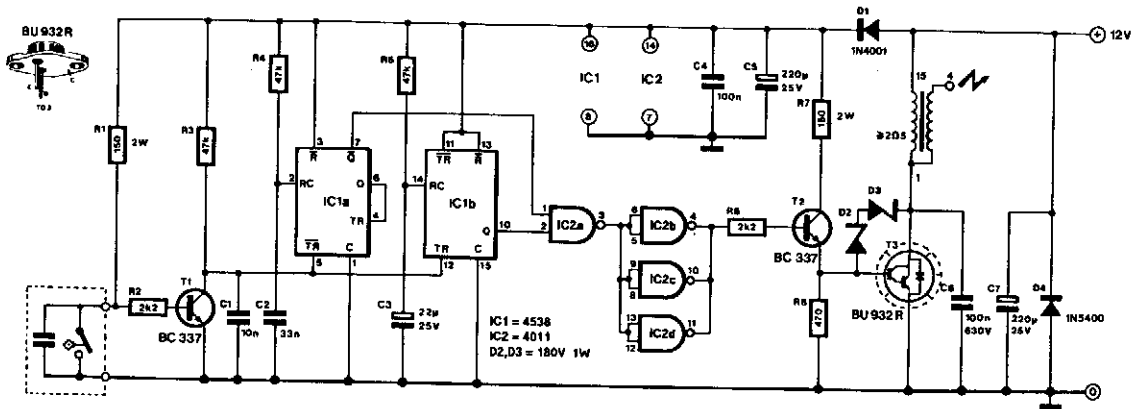 BU932R
TO3
R1
150
2W
R3
47k
R4
47k
R5
47k
16
14
IC1
IC2
8
7
C4
100n
C5
220µ
25V
D1
1N4001
R7
150
2W
15
4
1
+ 12V
3
R
Q
7
2
RC
IC1a
Q
6
TR
4
TR
C
5
1
11
13
TR
R
14
RC
IC1b
Q
10
TR
C
12
15
1
2
IC2a
3
6
5
IC2b
4
9
8
IC2c
10
13
12
IC2d
11
2k2
T2
BC 337
D2
D3
T3
BU932R
470
100n
630V
C7
220µ
25V
D4
1N5400
R2
2k2
T1
BC 337
C1
10n
C2
33n
C3
22µ
25V
IC1 = 4538
IC2 = 4011
D2,D3 = 180V 1W
0